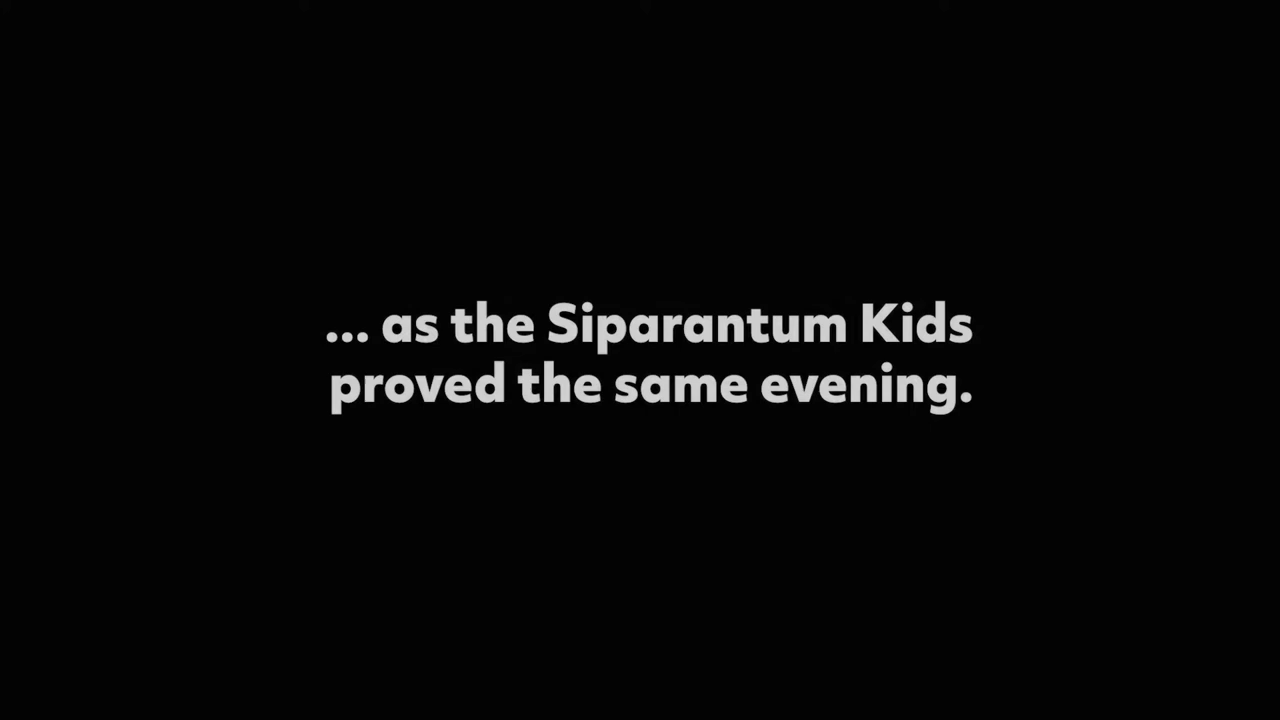 ... as the Siparantum Kids
proved the same evening.